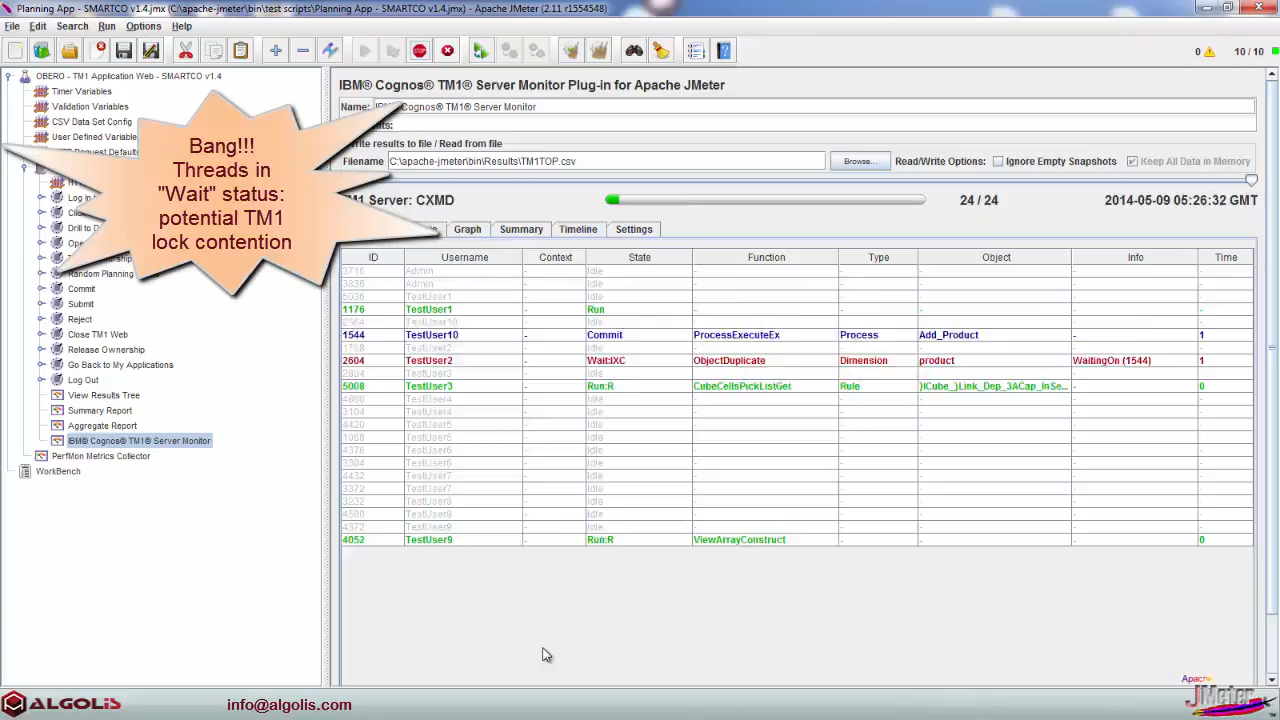 Planning App - SMARTCO v1.4.jmx (C:\apache-jmeter\bin\test scripts\Planning App - SMARTCO v1.4.jmx) - Apache JMeter (2.11 r1554548)
File Edit Search Run Options Help
0 10 / 10
OBERO - TM1 Application Web - SMARTCO v1.4
Timer Variables
Validation Variables
CSV Data Set Config
User Defined Variable
Request Defaults
Log In
Random Planning
Commit
Submit
Reject
Close TM1 Web
Release Ownership
Go Back to My Applications
Log Out
View Results Tree
Summary Report
Aggregate Report
IBM® Cognos® TM1® Server Monitor
PerfMon Metrics Collector
WorkBench
Bang!!!
Threads in
"Wait" status:
potential TM1
lock contention
IBM® Cognos® TM1® Server Monitor Plug-in for Apache JMeter
Name: IBM® Cognos® TM1® Server Monitor
rite results to file / Read from file
Filename C:\apache-jmeter\bin\Results\TM1TOP.csv Browse... Read/Write Options: Ignore Empty Snapshots Keep All Data in Memory
Server: CXMD 24 / 24 2014-05-09 05:26:32 GMT
Graph Summary Timeline Settings
ID Username Context State Function Type Object Info Time
3716 Admin - Idle - - - - -
3836 Admin - Idle - - - - -
5036 TestUser1 - Idle - - - - -
1176 TestUser1 - Run - - - - -
2564 TestUser10 - Idle - - - - -
1544 TestUser10 - Commit ProcessExecuteEx Process Add_Product - 1
1768 TestUser2 - Idle - - - - -
2604 TestUser2 - Wait:IXC ObjectDuplicate Dimension product WaitingOn (1544) 1
2804 TestUser3 - Idle - - - - -
5008 TestUser3 - Run:R CubeCellsPickListGet Rule }ICube_}Link_Dep_3ACap_InSe... - 0
4680 TestUser4 - Idle - - - - -
3104 TestUser4 - Idle - - - - -
4420 TestUser5 - Idle - - - - -
1068 TestUser5 - Idle - - - - -
4376 TestUser6 - Idle - - - - -
3304 TestUser6 - Idle - - - - -
4432 TestUser7 - Idle - - - - -
3372 TestUser7 - Idle - - - - -
3232 TestUser8 - Idle - - - - -
4580 TestUser8 - Idle - - - - -
4372 TestUser9 - Idle - - - - -
4052 TestUser9 - Run:R ViewArrayConstruct - - - 0
Apache
JMeter
ALGOLIS info@algolis.com